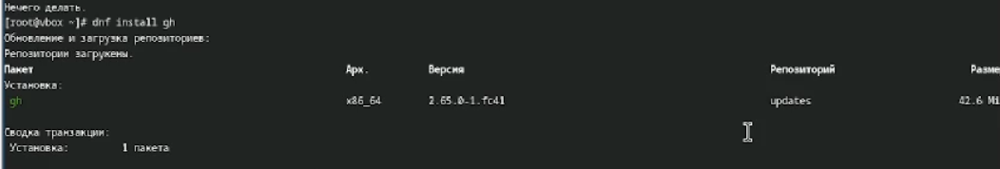 Нечего делать.
[root@vbox ~]# dnf install gh
Обновление и загрузка репозиториев:
Репозитории загружены.
Пакет Арх. Версия Репозиторий Разме
Установка:
gh x86_64 2.65.0-1.fc41 updates 42.6 Mi
Сводка транзакции:
Установка: 1 пакета